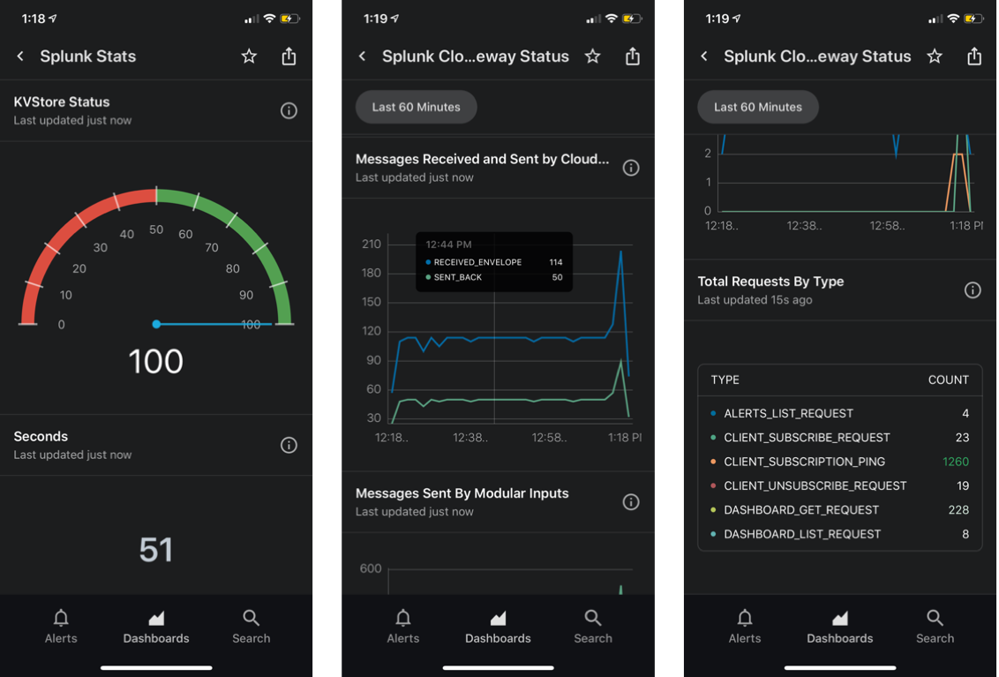 1:18
Splunk Stats
KVStore Status
Last updated just now
0
10
20
30
40
50
60
70
80
90
100
100
Seconds
Last updated just now
51
Alerts
Dashboards
Search
1:19
Splunk Clo...eway Status
Last 60 Minutes
Messages Received and Sent by Cloud...
Last updated just now
12:44 PM
RECEIVED_ENVELOPE 114
SENT_BACK 50
210
180
150
120
90
60
30
12:18.. 12:38.. 12:58.. 1:18 PI
Messages Sent By Modular Inputs
Last updated just now
600
Alerts
Dashboards
Search
1:19
Splunk Clo...eway Status
Last 60 Minutes
2
1
0
12:18.. 12:38.. 12:58.. 1:18 PI
Total Requests By Type
Last updated 15s ago
TYPE COUNT
ALERTS_LIST_REQUEST 4
CLIENT_SUBSCRIBE_REQUEST 23
CLIENT_SUBSCRIPTION_PING 1260
CLIENT_UNSUBSCRIBE_REQUEST 19
DASHBOARD_GET_REQUEST 228
DASHBOARD_LIST_REQUEST 8
Alerts
Dashboards
Search